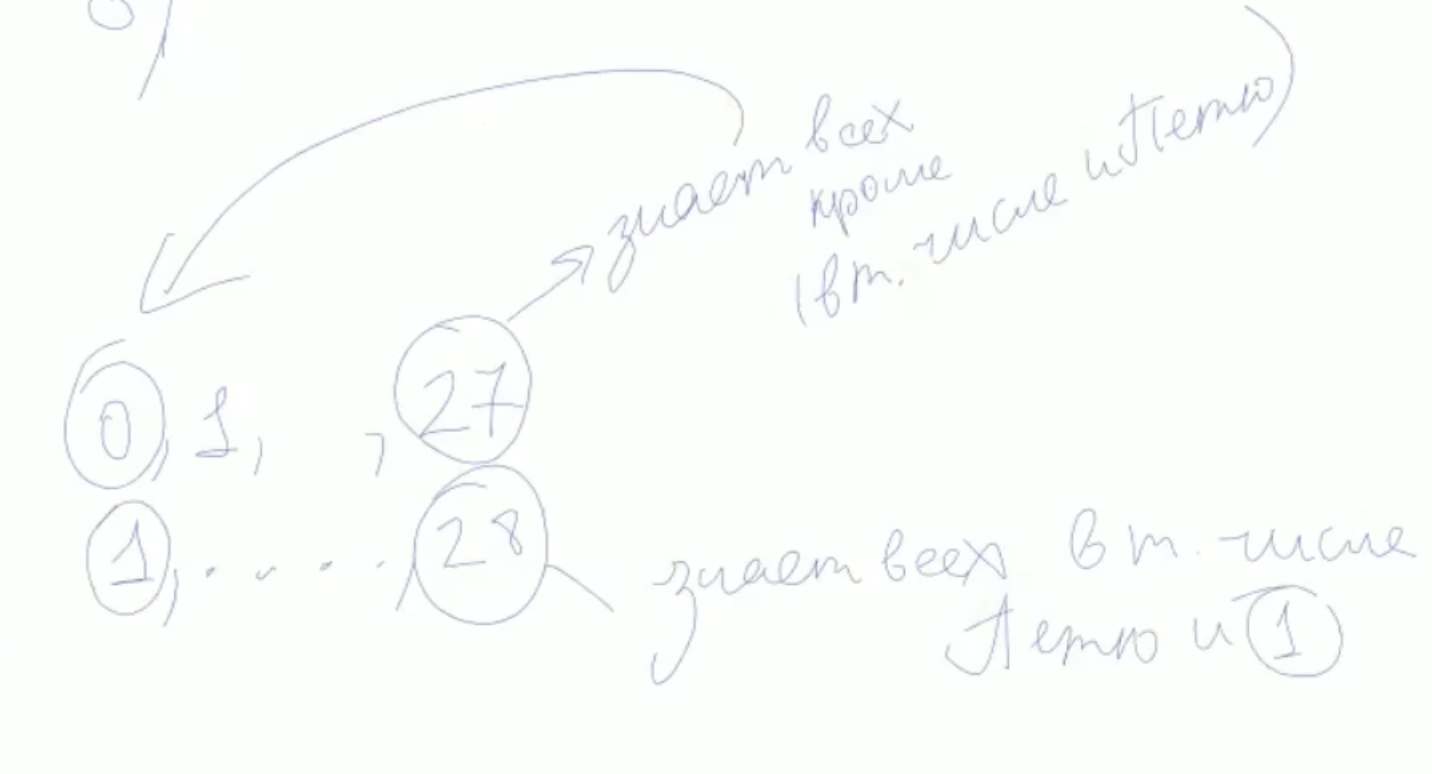 б)
знает всех
кроме
(в т. числе и Петю)
0, 1, , 27
1, . . . . , 28
знает всех в т. числе
Петю и 1